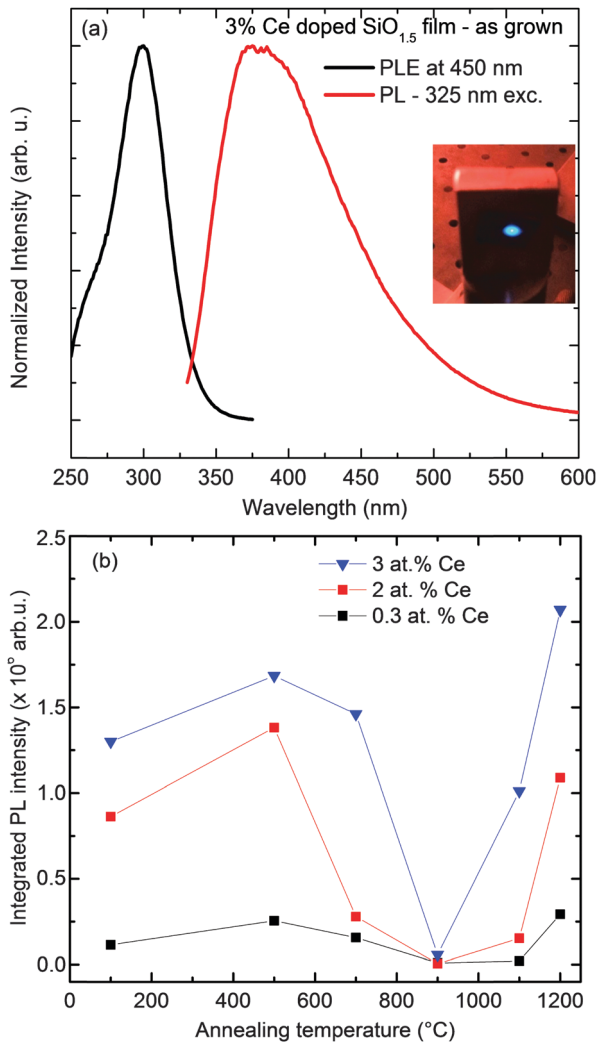 (a)
3% Ce doped SiO1.5 film - as grown
PLE at 450 nm
PL - 325 nm exc.
Normalized Intensity (arb. u.)
250 300 350 400 450 500 550 600
Wavelength (nm)
(b)
3 at.% Ce
2 at. % Ce
0.3 at. % Ce
2.5
2.0
1.5
1.0
0.5
0.0
Integrated PL intensity (x 10º arb.u.)
0 200 400 600 800 1000 1200
Annealing temperature (°C)